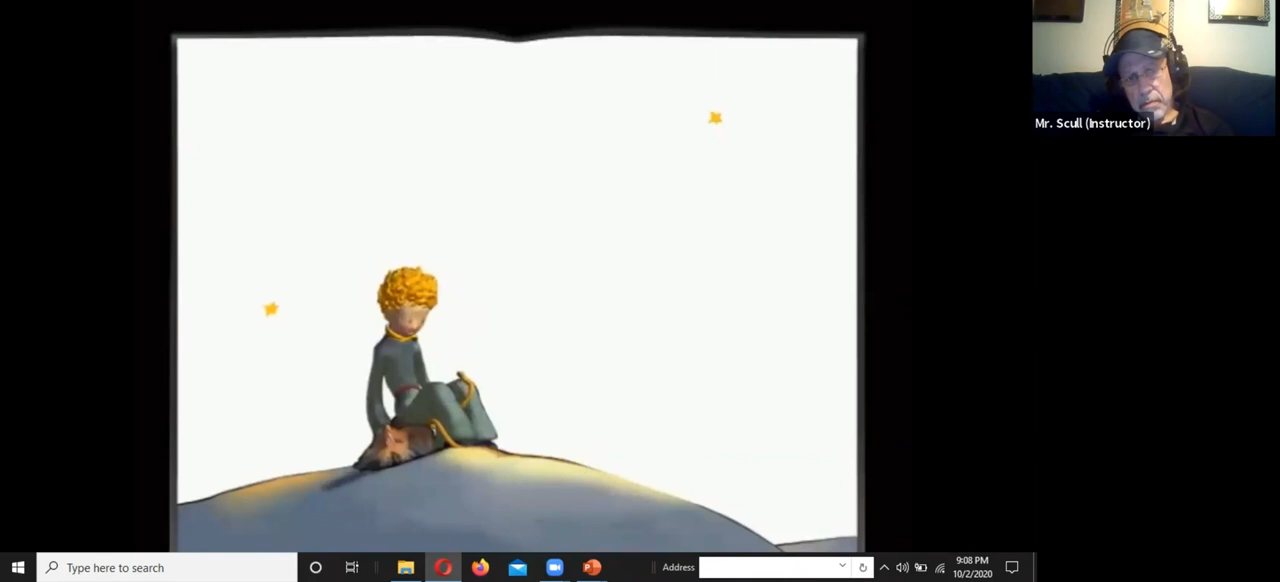 Mr. Scull (Instructor)
Type here to search
Address
9:08 PM
10/2/2020